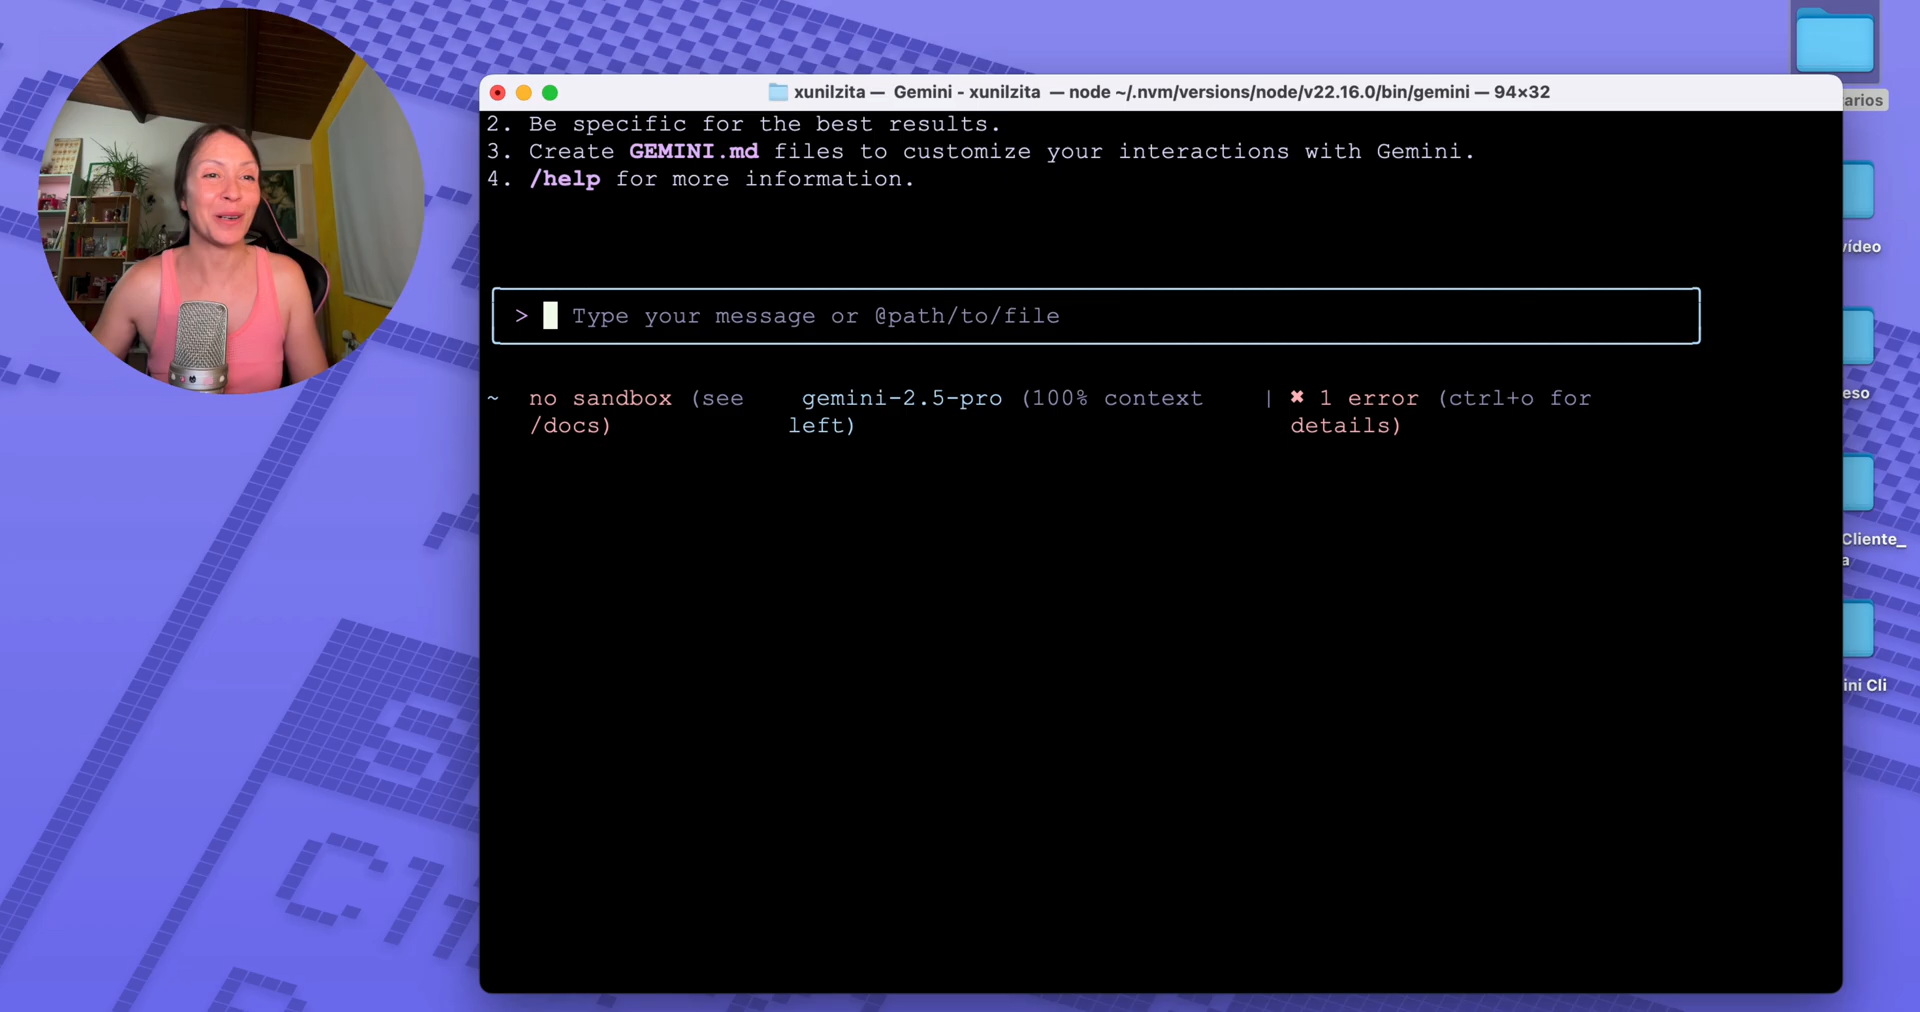 xunilzita — Gemini - xunilzita — node ~/.nvm/versions/node/v22.16.0/bin/gemini — 94×32
2. Be specific for the best results.
3. Create GEMINI.md files to customize your interactions with Gemini.
4. /help for more information.
> Type your message or @path/to/file
~ no sandbox (see gemini-2.5-pro (100% context | ✖ 1 error (ctrl+o for
/docs) left) details)
arios
vídeo
eso
Cliente_
a
ini Cli